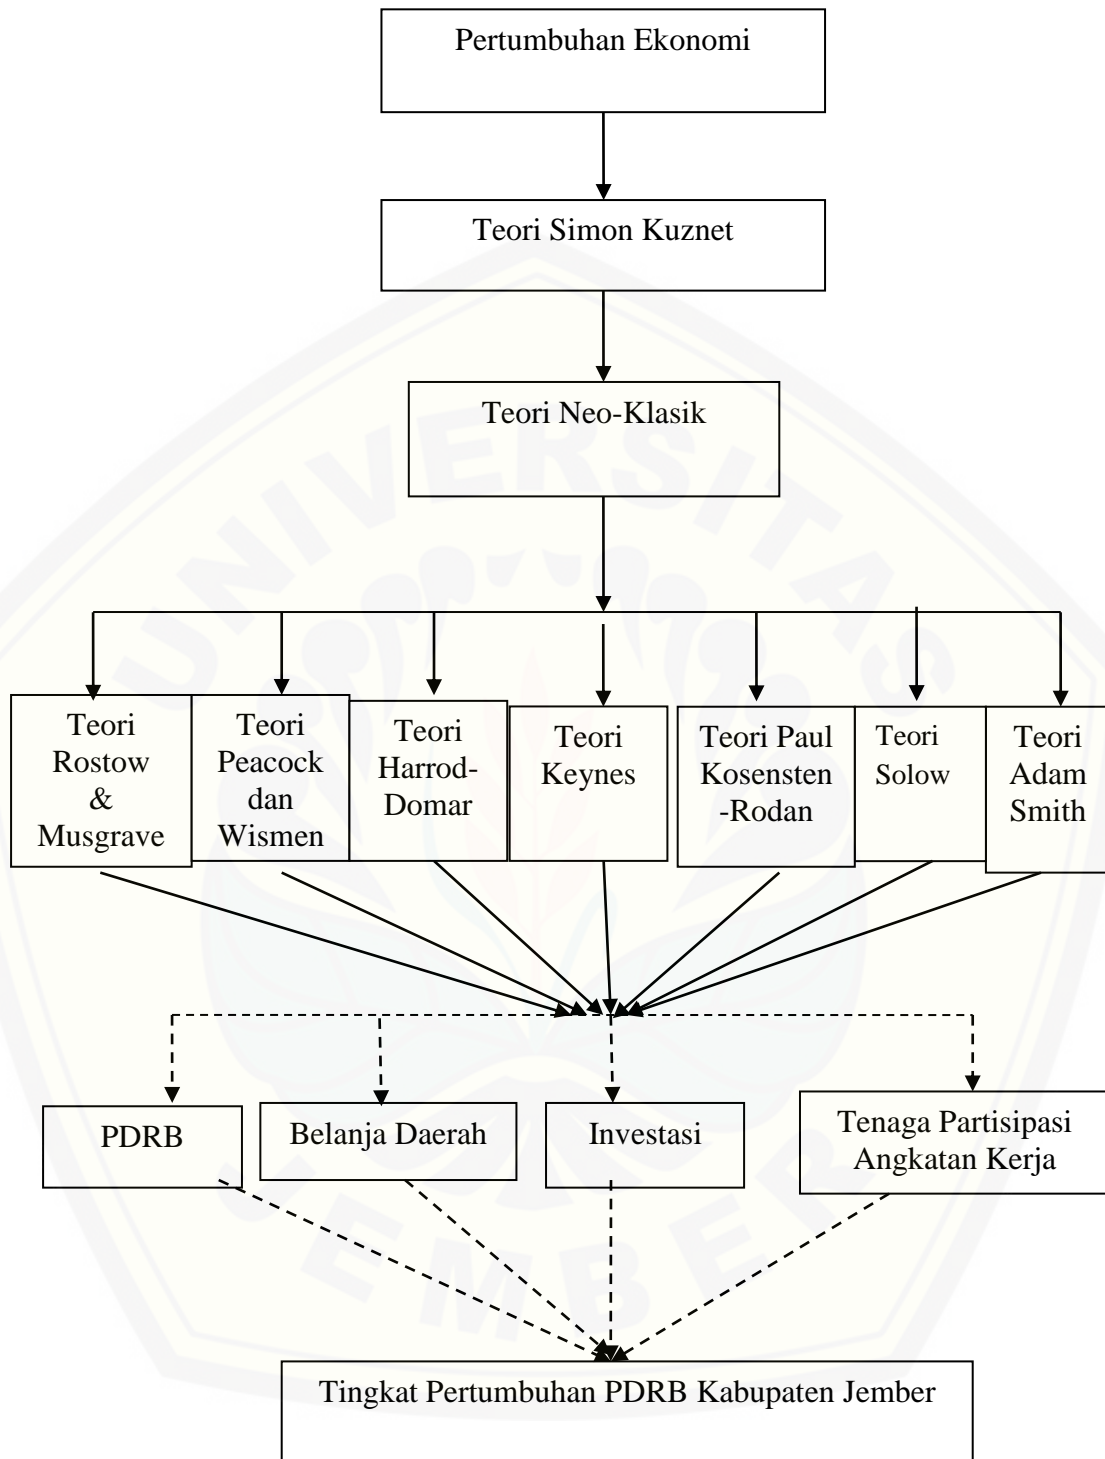 Pertumbuhan Ekonomi
Teori Simon Kuznet
Teori Neo-Klasik
UNIVERSITAS
Teori
Rostow
&
Musgrave
Teori
Peacock
dan
Wismen
Teori
Harrod-
Domar
Teori
Keynes
Teori Paul
Kosensten
-Rodan
Teori
Solow
Teori
Adam
Smith
PDRB
Belanja Daerah
Investasi
Tenaga Partisipasi
Angkatan Kerja
JEMBER
Tingkat Pertumbuhan PDRB Kabupaten Jember